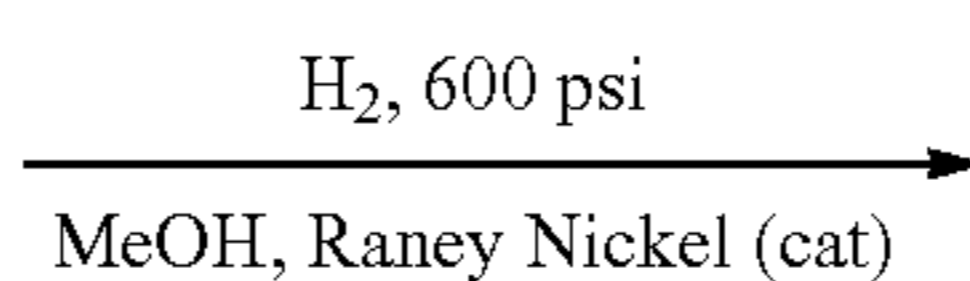 H₂, 600 psi
MeOH, Raney Nickel (cat)